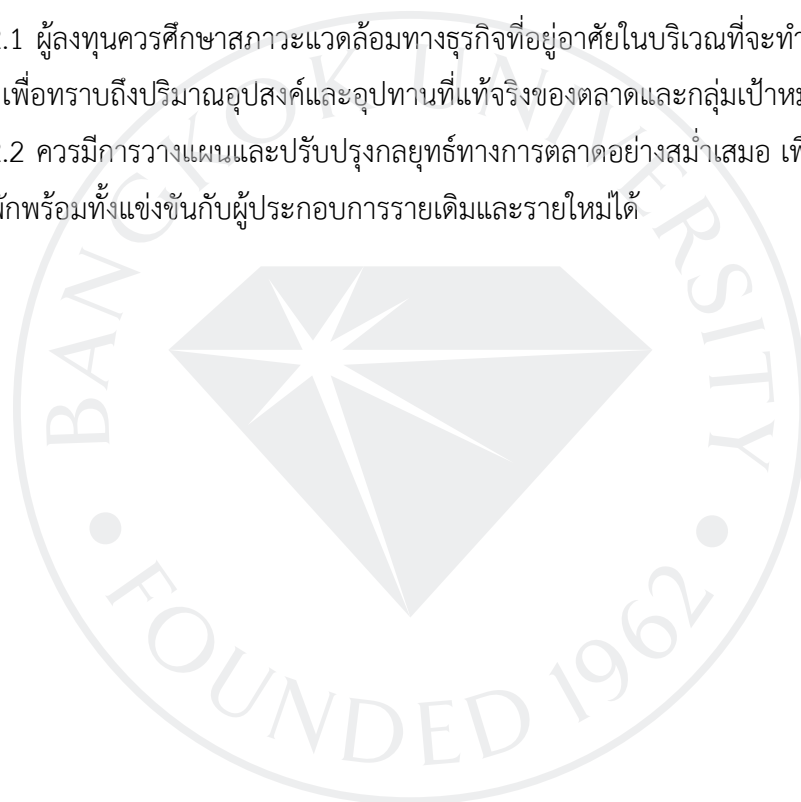 .1 ผู้ลงทุนควรศึกษาสภาวะแวดล้อมทางธุรกิจที่อยู่อาศัยในบริเวณที่จะทำ
เพื่อทราบถึงปริมาณอุปสงค์และอุปทานที่แท้จริงของตลาดและกลุ่มเป้าหม
.2 ควรมีการวางแผนและปรับปรุงกลยุทธ์ทางการตลาดอย่างสม่ำเสมอ เพื
พักพร้อมทั้งแข่งขันกับผู้ประกอบการรายเดิมและรายใหม่ได้
BANGKOK UNIVERSITY
FOUNDED 1962